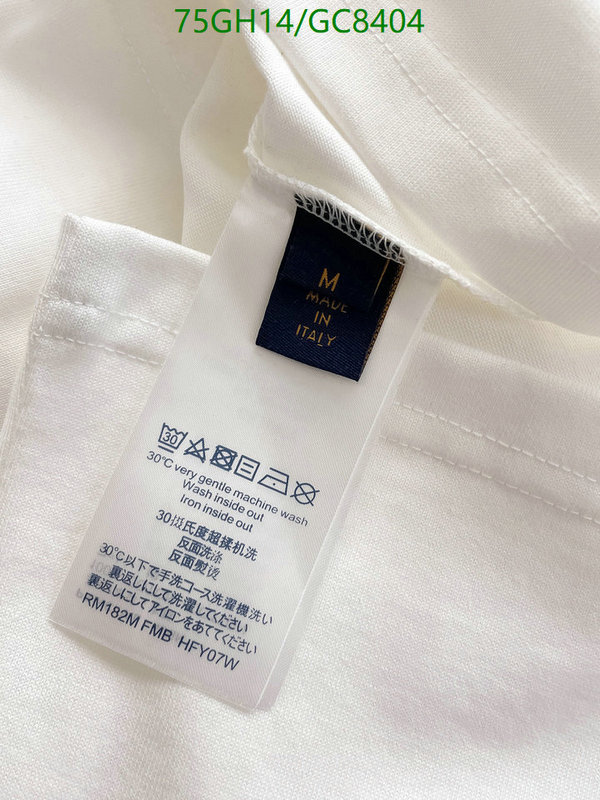 75GH14/GC8404
M
MADE
IN
ITALY
30
30°C very gentle machine wash
Wash inside out
Iron inside out
30摄氏度超揉机洗
反面洗涤
反面熨烫
30°C以下で手洗コース洗濯機洗い
裏返しにして洗濯してください
裏返しにしてアイロンをあててください
RM182M FMB HFY07W